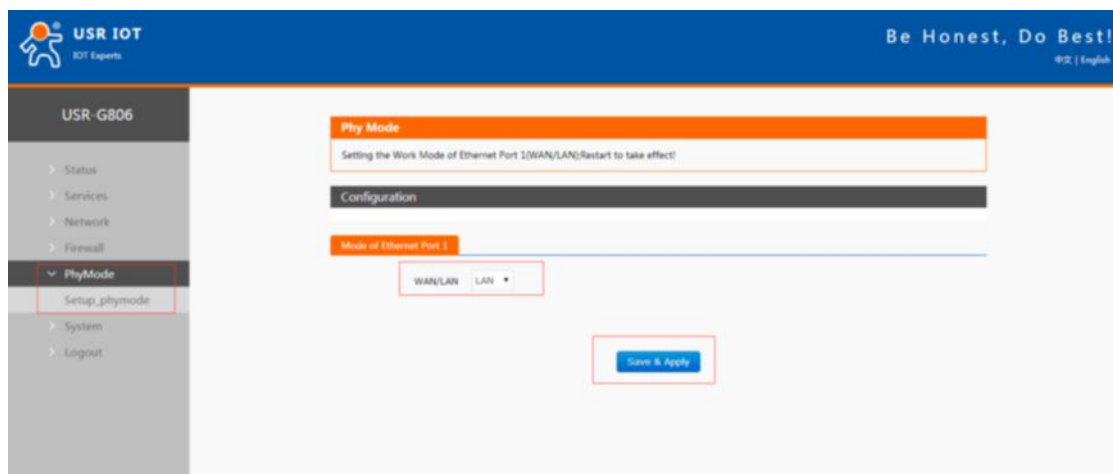 USR IOT
IOT Experts
Be Honest, Do Best!
中文 | English
USR-G806
Status
Services
Network
Firewall
PhyMode
Setup_phymode
System
Logout
Phy Mode
Setting the Work Mode of Ethernet Port 1(WAN/LAN);Restart to take effect!
Configuration
Mode of Ethernet Port 1
WAN/LAN LAN
Save & Apply